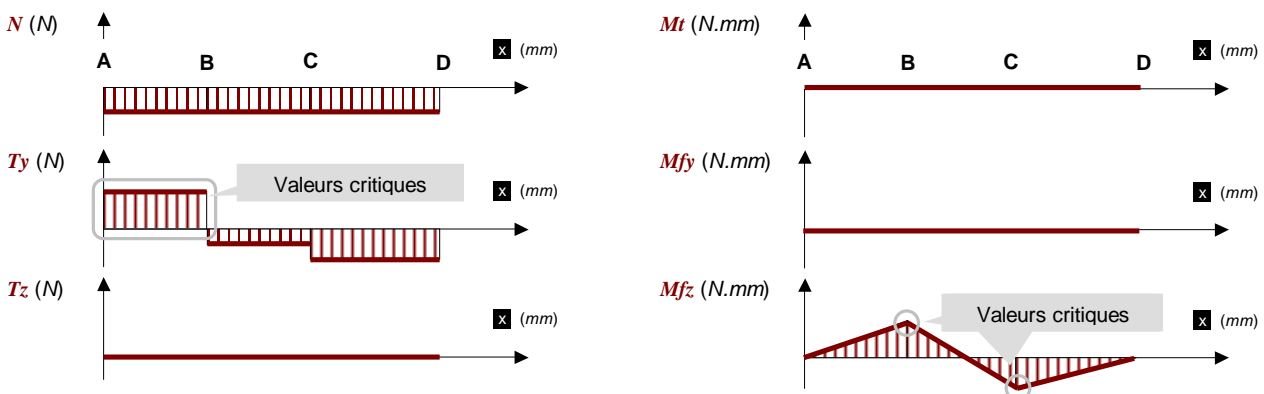 N (N)
x (mm)
A B C D
Ty (N)
Valeurs critiques
x (mm)
Tz (N)
x (mm)
Mt (N.mm)
x (mm)
A B C D
Mfy (N.mm)
x (mm)
Mfz (N.mm)
Valeurs critiques
x (mm)